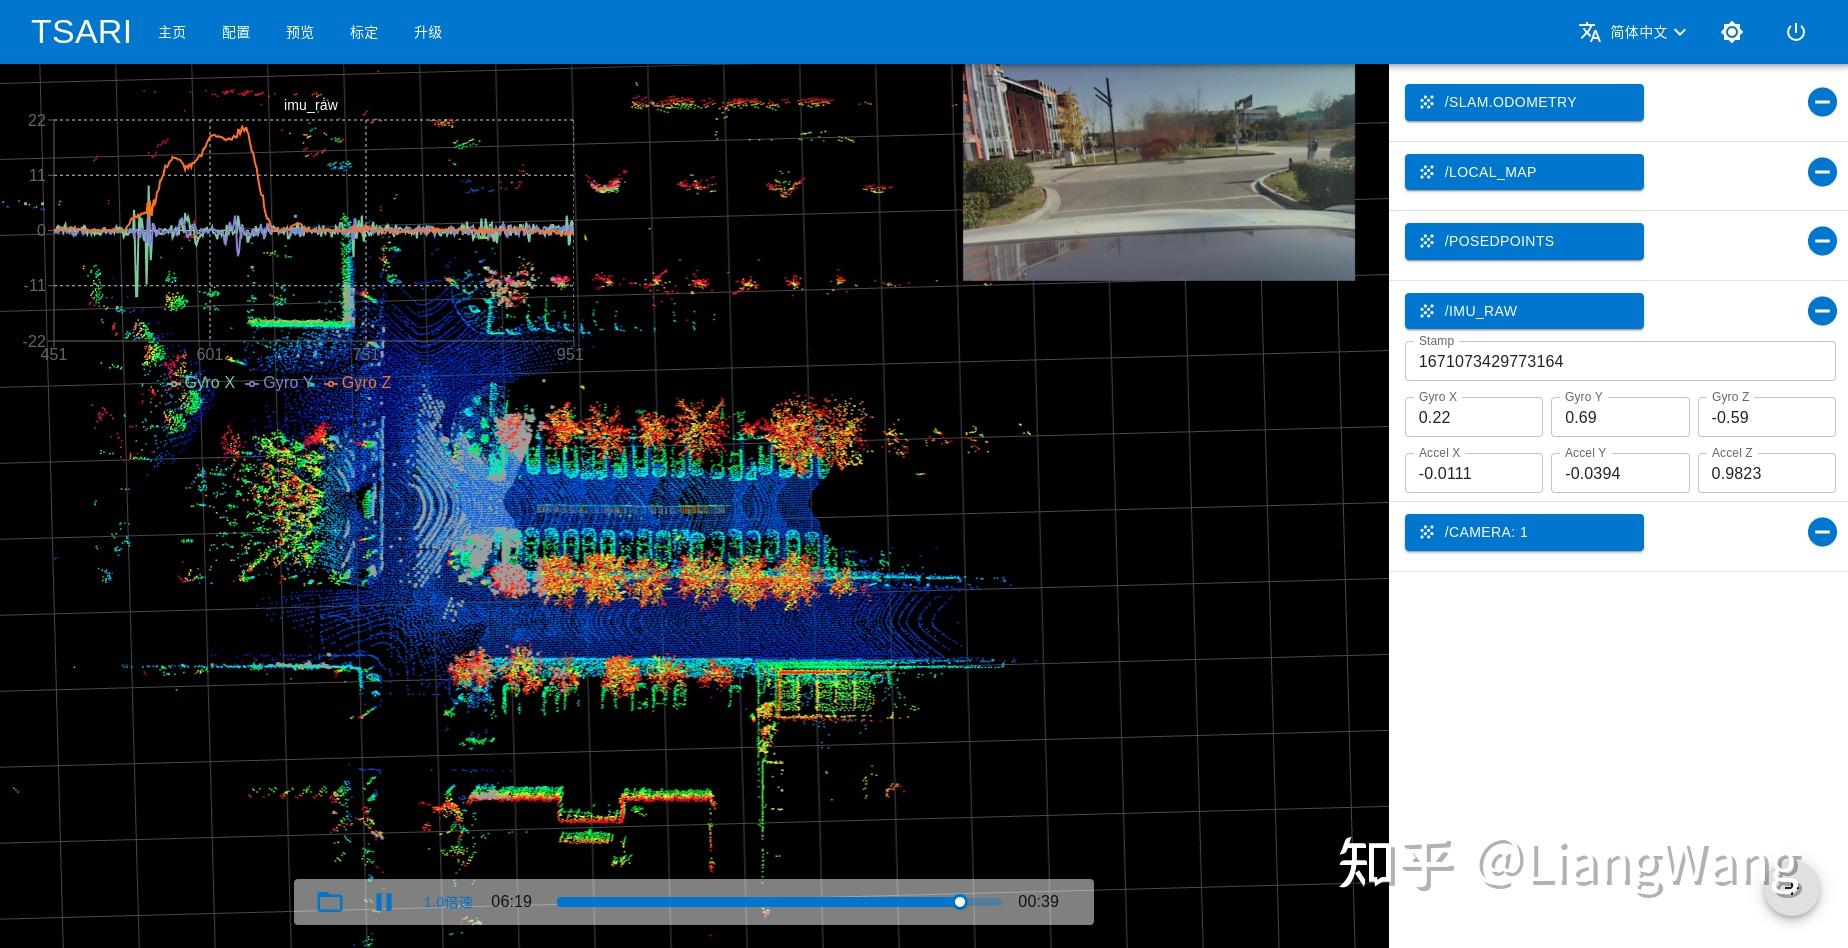 TSARI 主页 配置 预览 标定 升级 简体中文
imu_raw
22
11
0
-11
-22
451 601 751 951
Gyro X Gyro Y Gyro Z
/SLAM.ODOMETRY
/LOCAL_MAP
/POSEDPOINTS
/IMU_RAW
Stamp
1671073429773164
Gyro X Gyro Y Gyro Z
0.22 0.69 -0.59
Accel X Accel Y Accel Z
-0.0111 -0.0394 0.9823
/CAMERA: 1
1.0倍速 06:19 00:39
知乎 @LiangWang